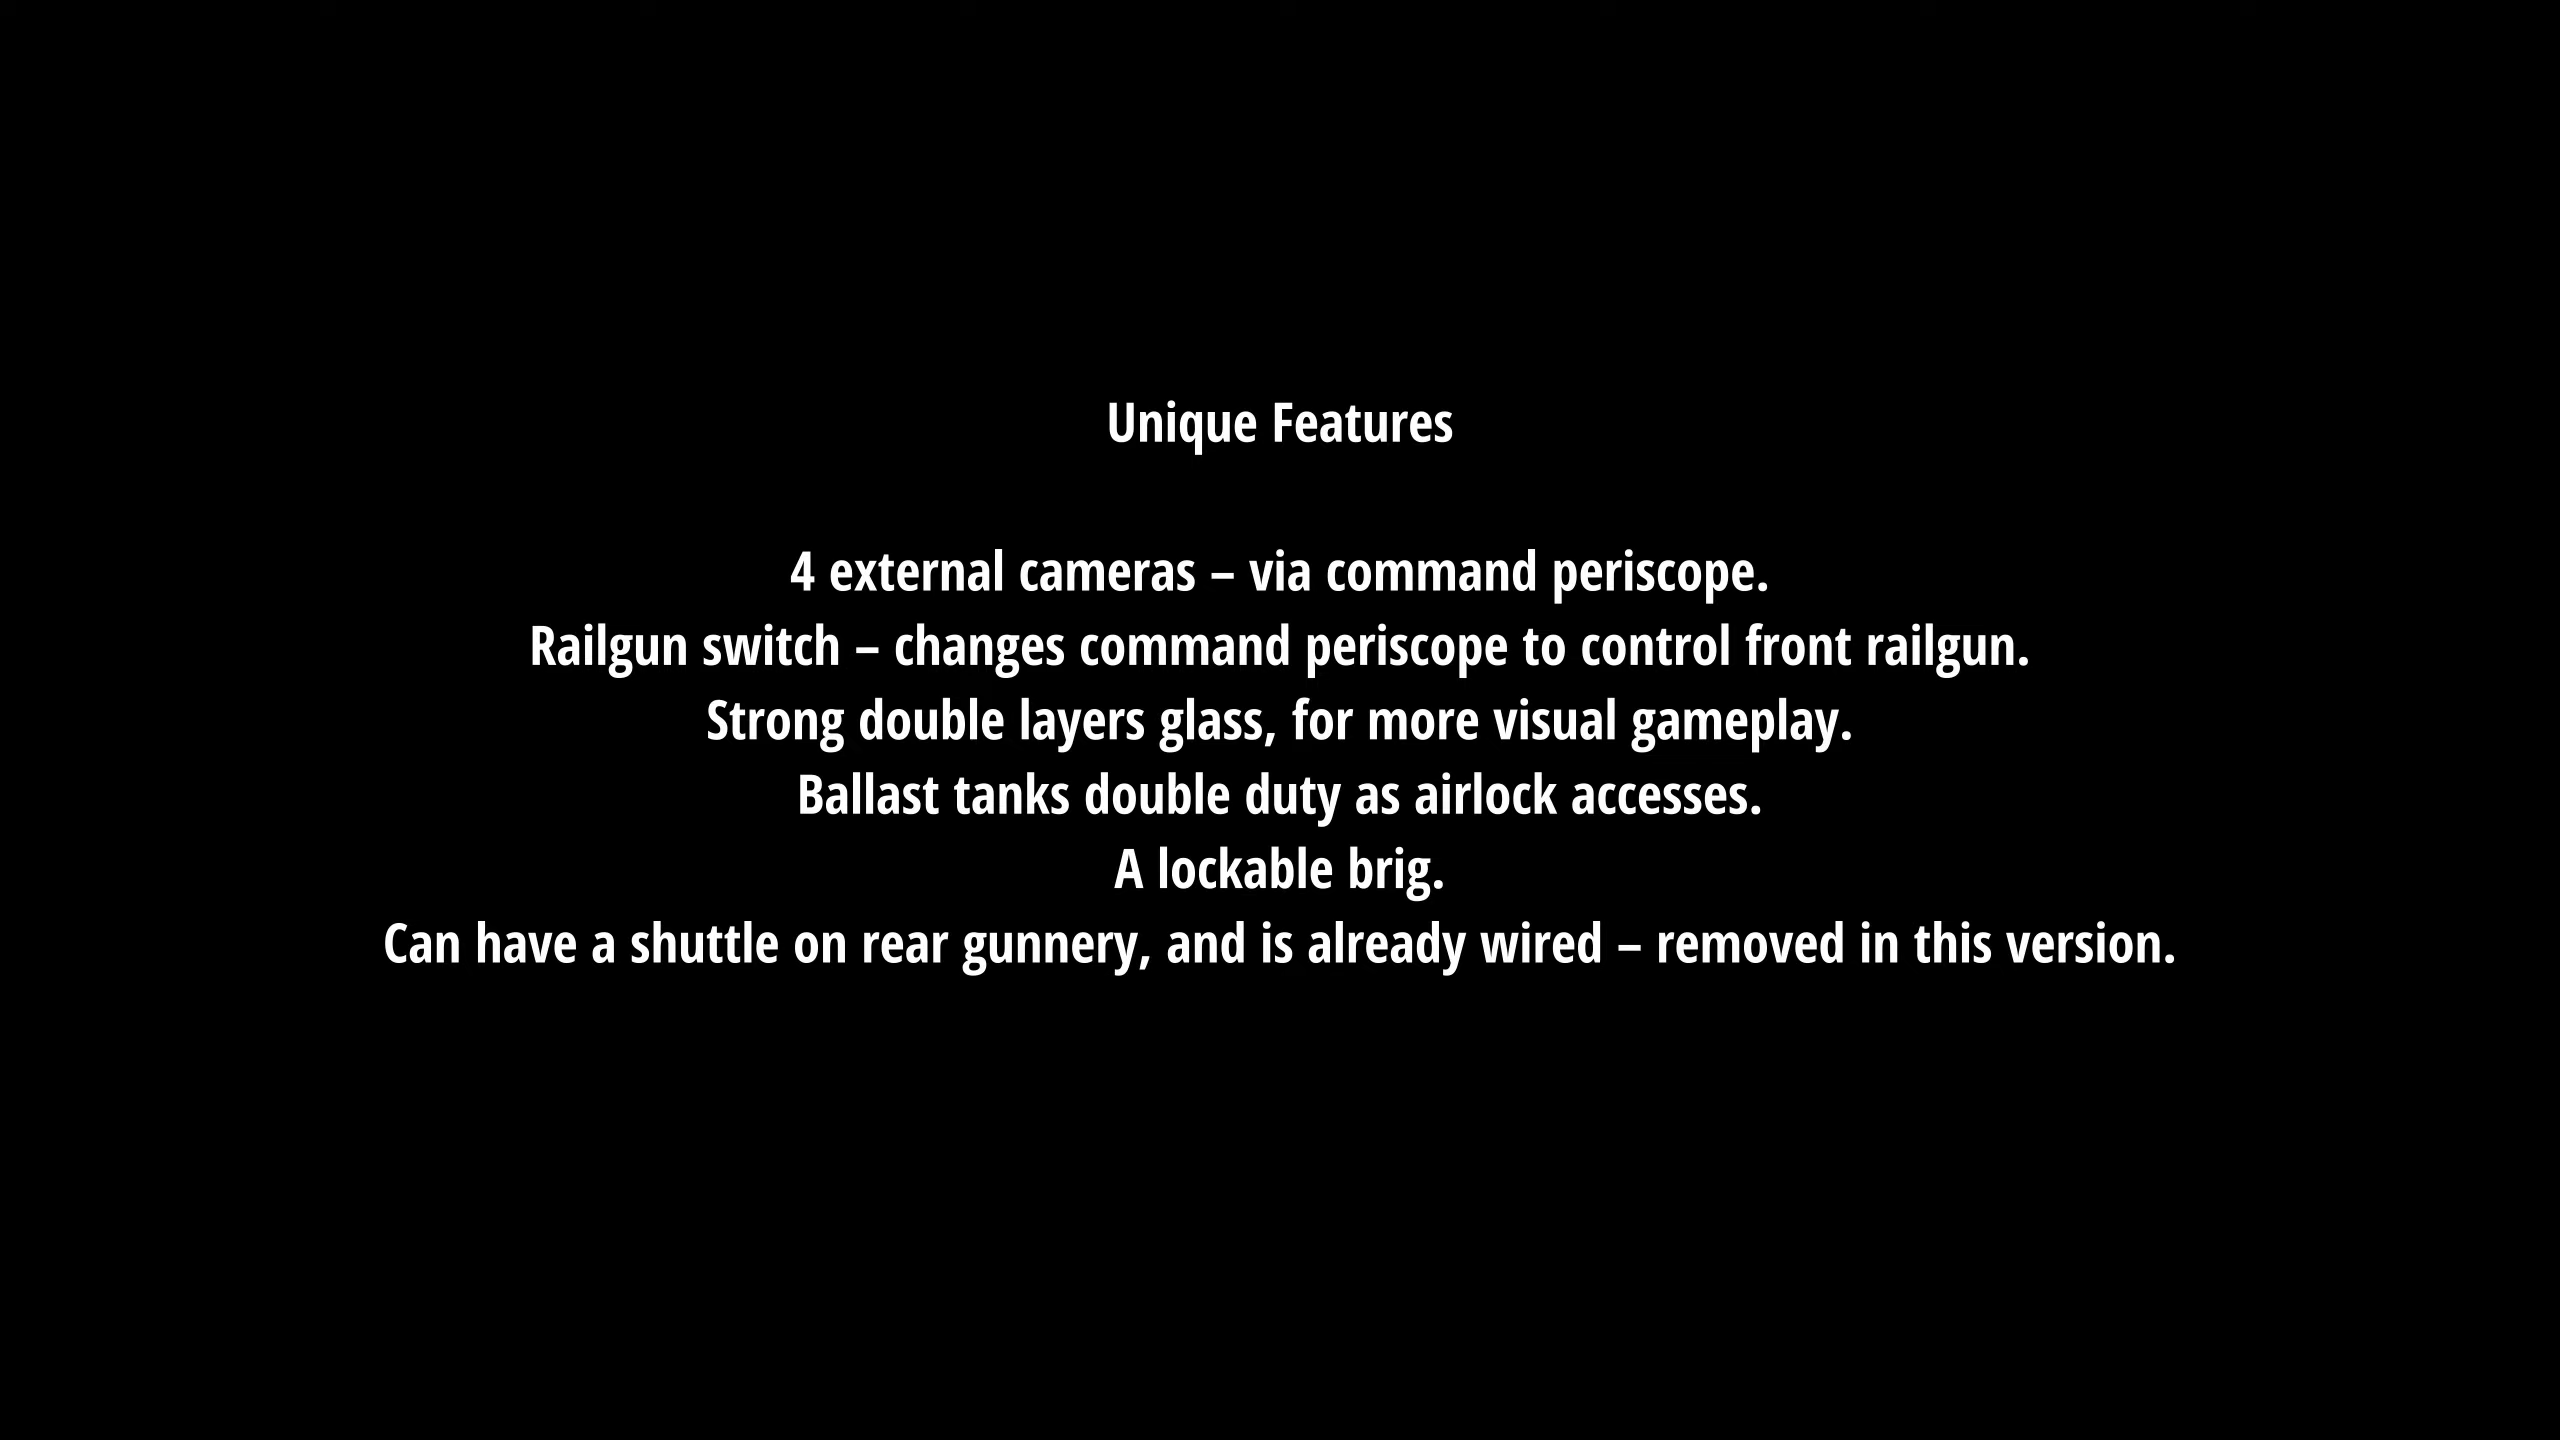 Unique Features
4 external cameras – via command periscope.
Railgun switch – changes command periscope to control front railgun.
Strong double layers glass, for more visual gameplay.
Ballast tanks double duty as airlock accesses.
A lockable brig.
Can have a shuttle on rear gunnery, and is already wired – removed in this version.